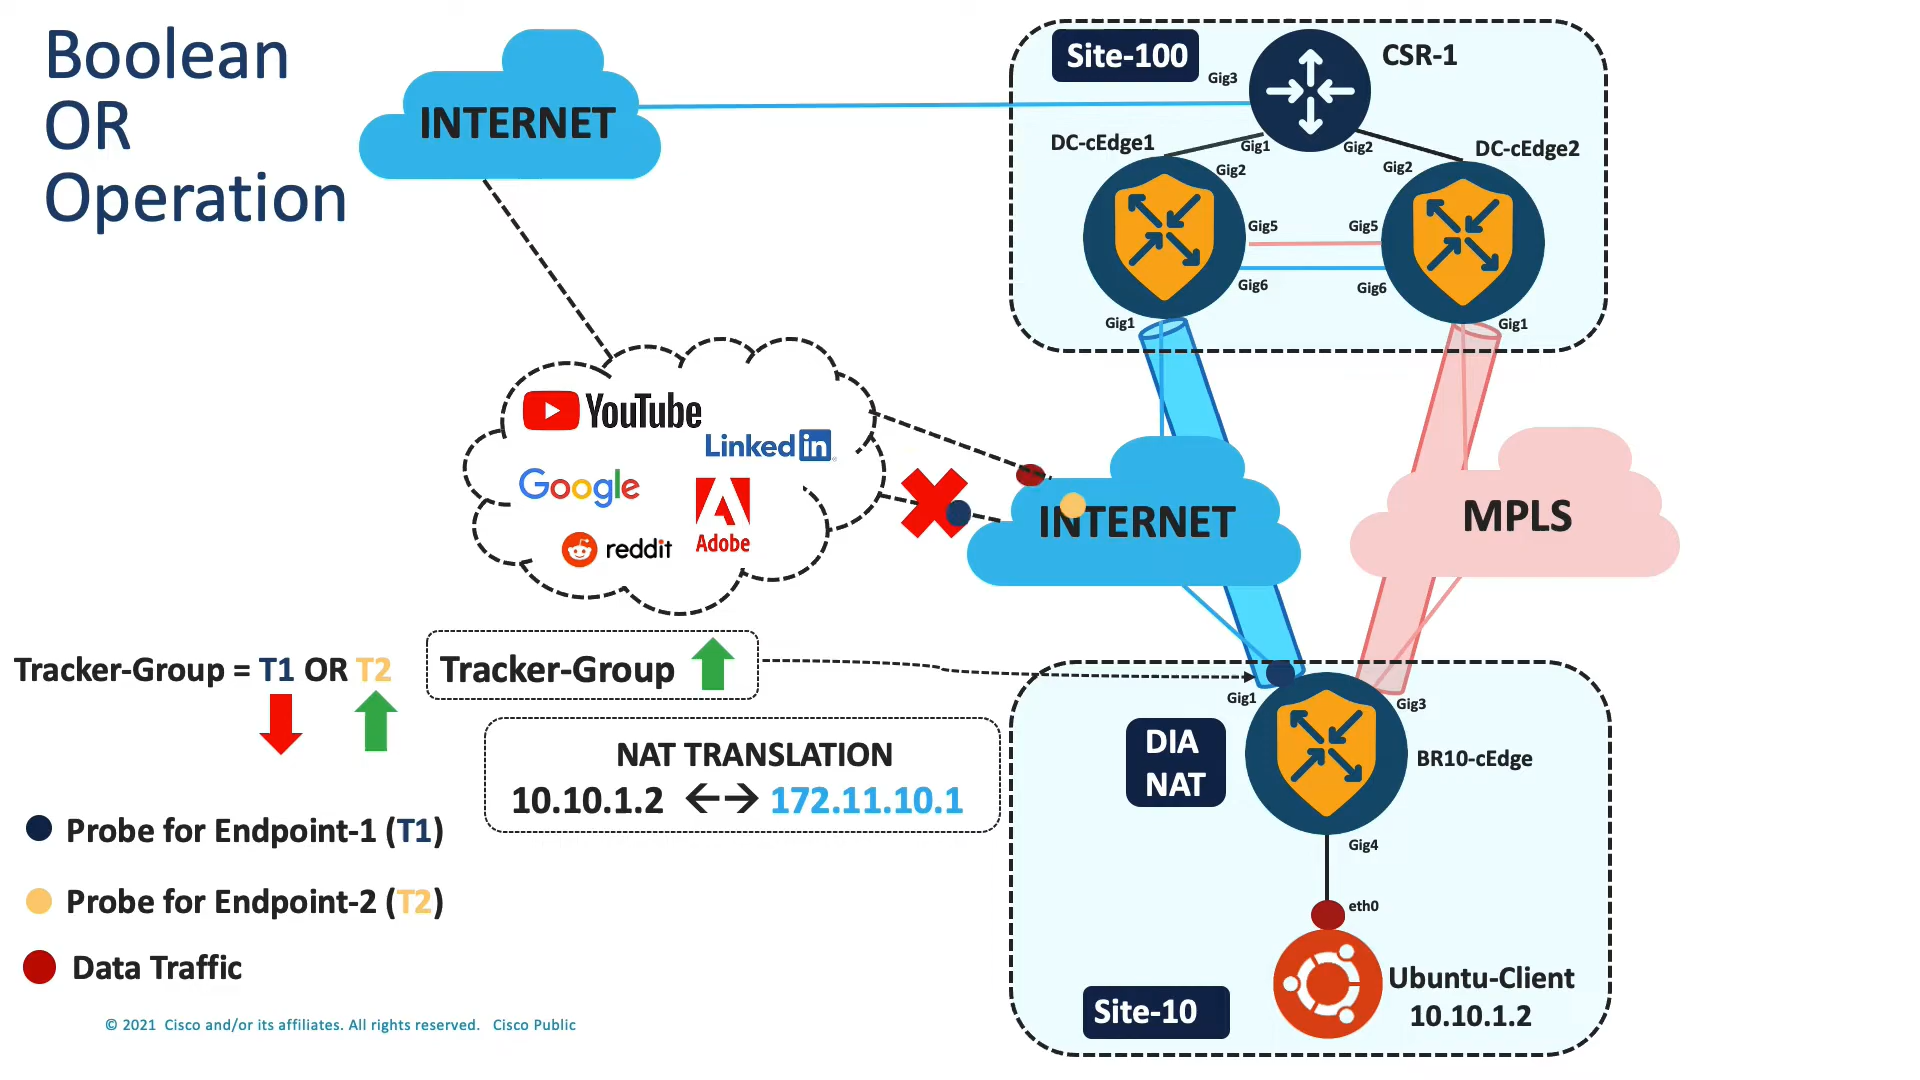 Boolean
OR
Operation
INTERNET
Site-100
CSR-1
Gig3
DC-cEdge1
Gig1
Gig2
DC-cEdge2
Gig2
Gig2
Gig5
Gig5
Gig6
Gig6
Gig1
Gig1
YouTube
Linked in
Google
Adobe
reddit
INTERNET
MPLS
Tracker-Group = T1 OR T2
Tracker-Group
NAT TRANSLATION
10.10.1.2 <--> 172.11.10.1
Gig1
Gig3
DIA
NAT
BR10-cEdge
Gig4
eth0
Ubuntu-Client
10.10.1.2
Site-10
Probe for Endpoint-1 (T1)
Probe for Endpoint-2 (T2)
Data Traffic
© 2021 Cisco and/or its affiliates. All rights reserved. Cisco Public